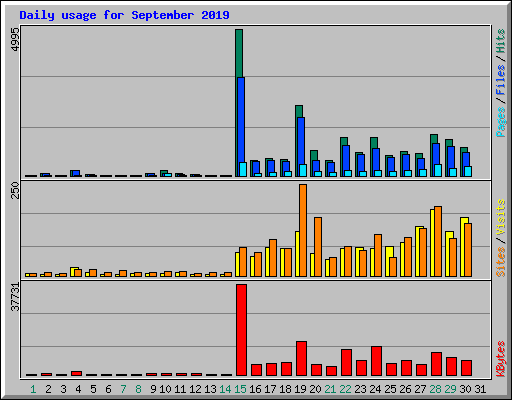 Daily usage for September 2019
4995
Pages / Files / Hits
250
Sites / Visits
37731
KBytes
1 2 3 4 5 6 7 8 9 10 11 12 13 14 15 16 17 18 19 20 21 22 23 24 25 26 27 28 29 30 31